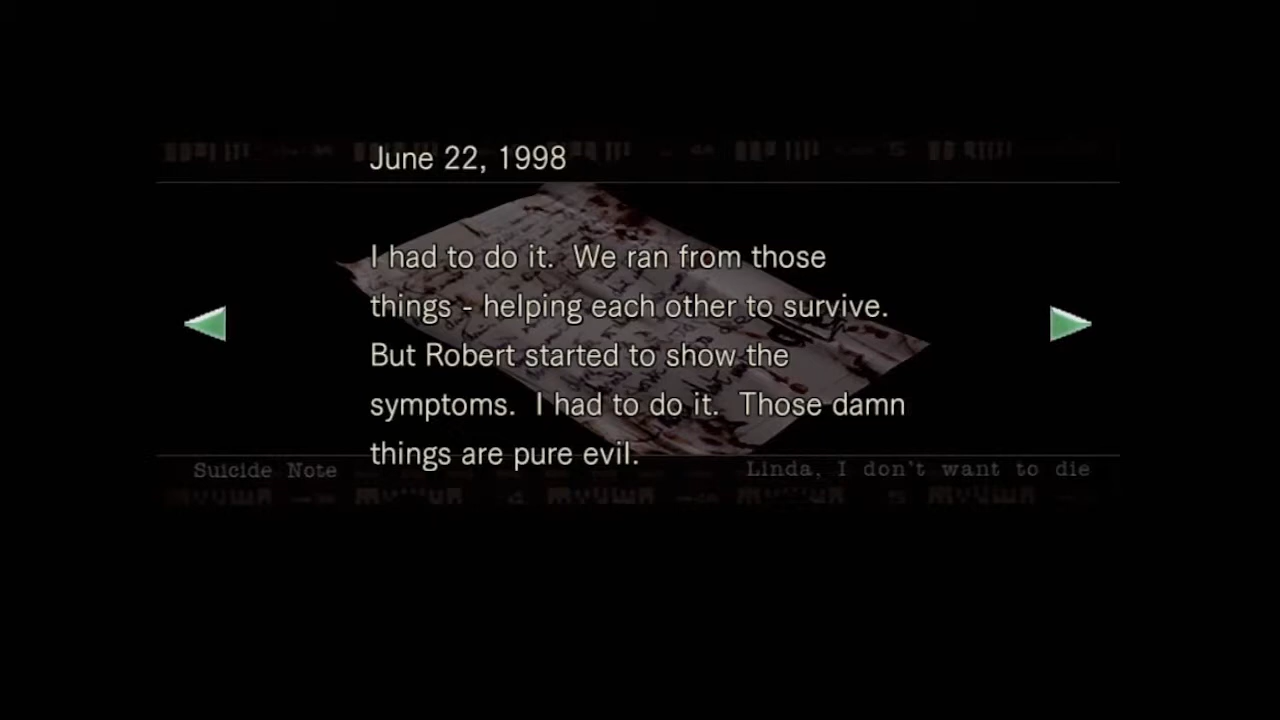 June 22, 1998
I had to do it.  We ran from those
things - helping each other to survive.
But Robert started to show the
symptoms.  I had to do it.  Those damn
things are pure evil.
Suicide Note
Linda, I don't want to die